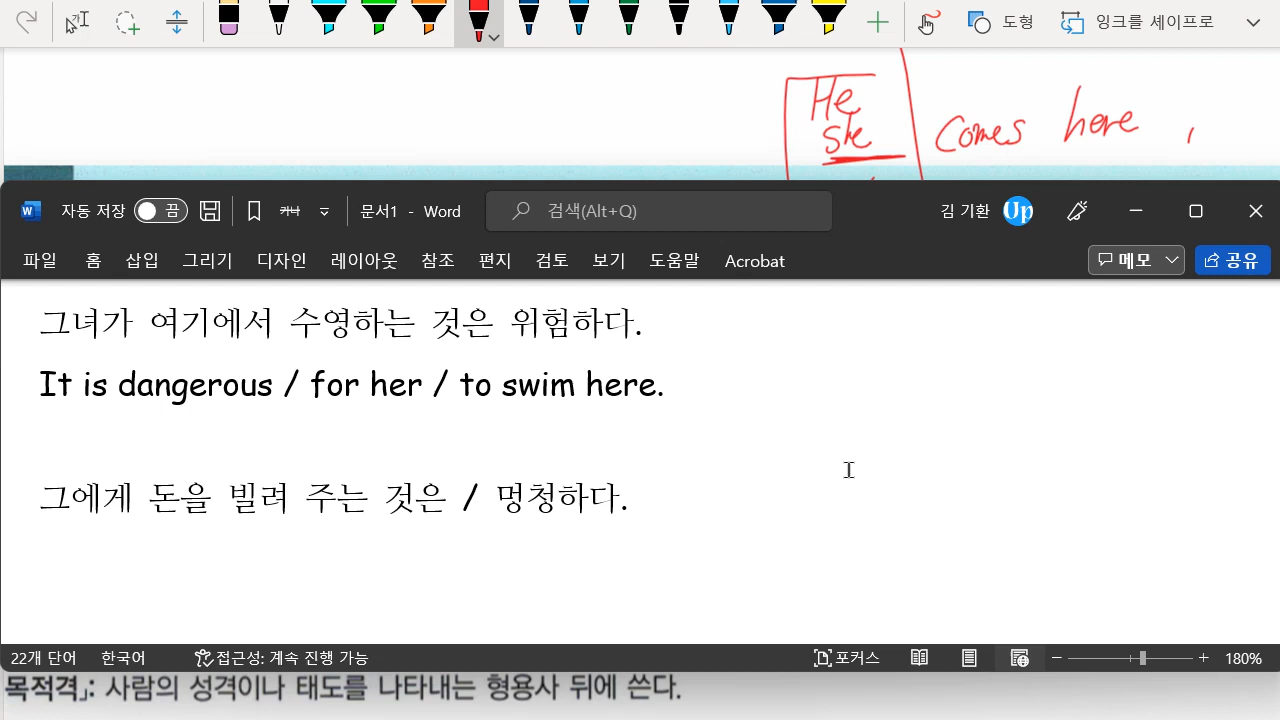 도형
잉크를 셰이프로
He
she
comes here ,
자동 저장
끔
가나
문서1 - Word
검색(Alt+Q)
김 기환
Up
파일 홈 삽입 그리기 디자인 레이아웃 참조 편지 검토 보기 도움말 Acrobat
메모
공유
그녀가 여기에서 수영하는 것은 위험하다.
It is dangerous / for her / to swim here.
그에게 돈을 빌려 주는 것은 / 멍청하다.
22개 단어 한국어 접근성: 계속 진행 가능
포커스
180%
목적격」: 사람의 성격이나 태도를 나타내는 형용사 뒤에 쓴다.